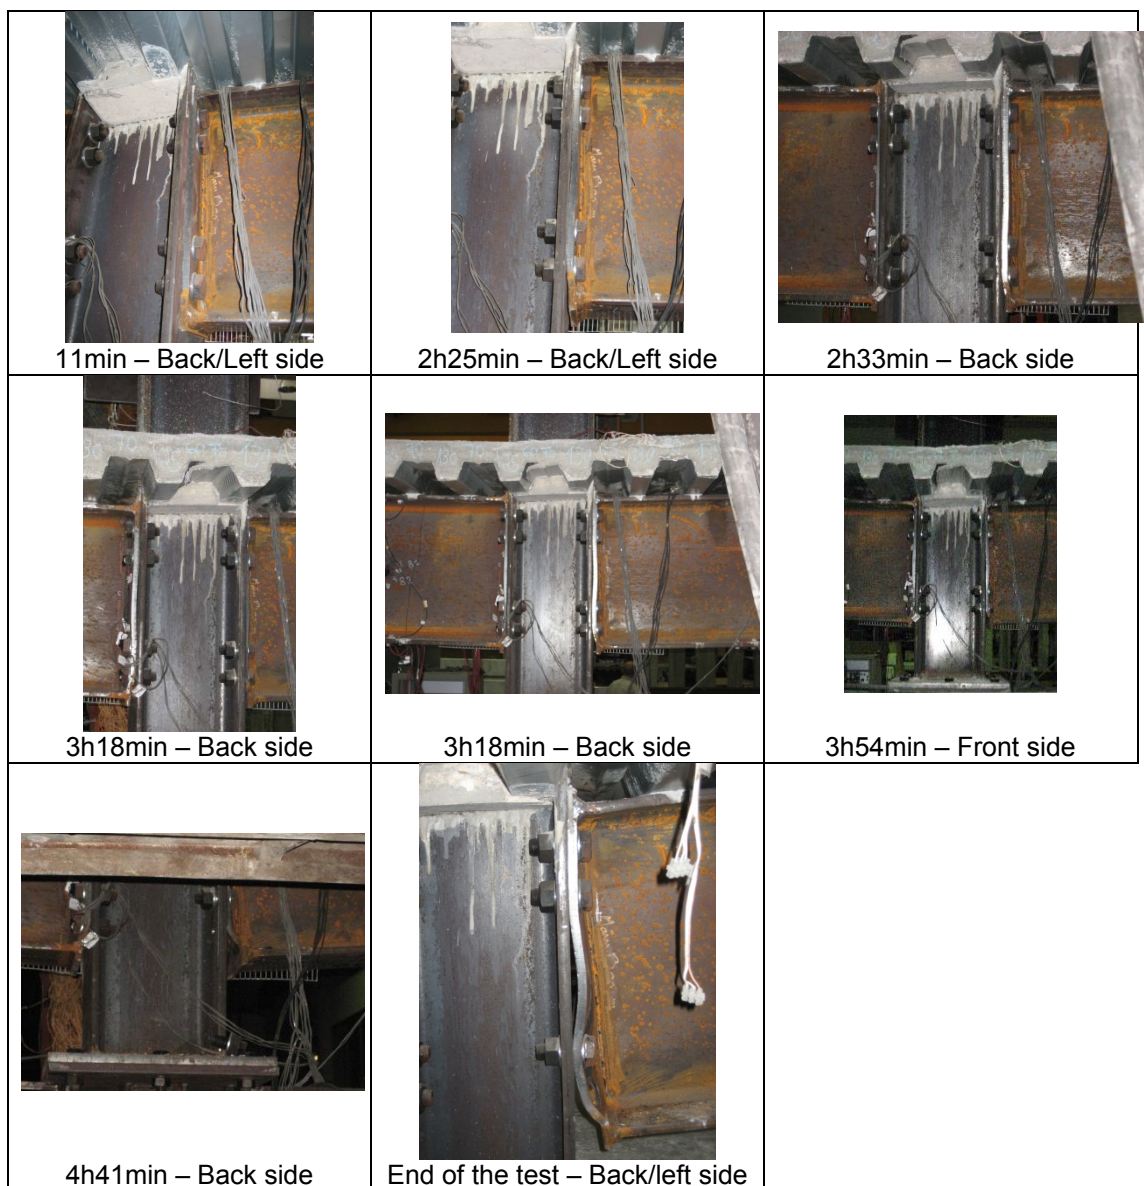 11min – Back/Left side
2h25min – Back/Left side
2h33min – Back side
3h18min – Back side
3h18min – Back side
3h54min – Front side
4h41min – Back side
End of the test – Back/left side